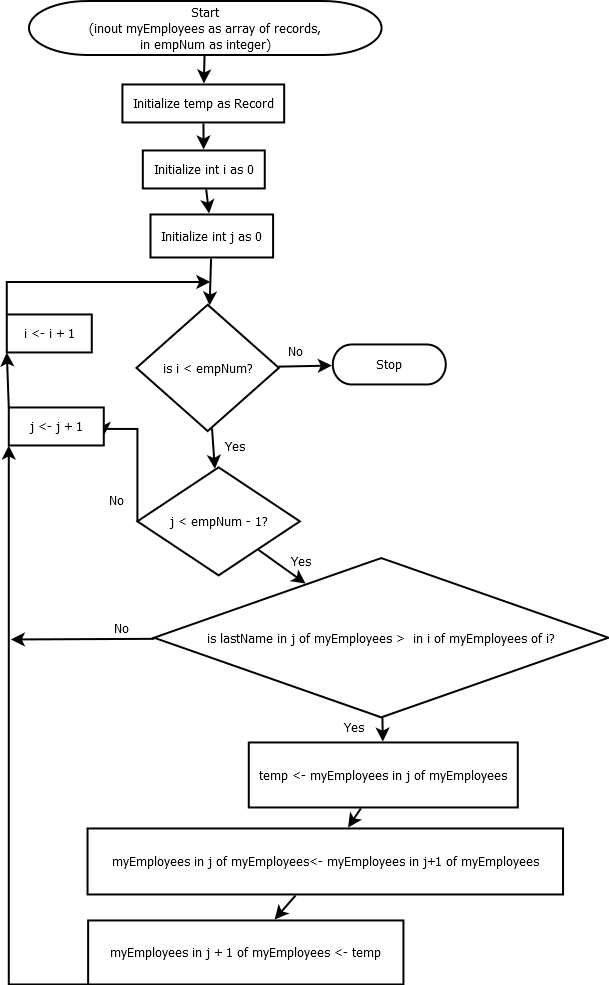 Start
(inout myEmployees as array of records,
in empNum as integer)
Initialize temp as Record
Initialize int i as 0
Initialize int j as 0
i <- i + 1
is i < empNum?
No
Stop
j <- j + 1
Yes
No
j < empNum - 1?
Yes
No
is lastName in j of myEmployees > in i of myEmployees of i?
Yes
temp <- myEmployees in j of myEmployees
myEmployees in j of myEmployees<- myEmployees in j+1 of myEmployees
myEmployees in j + 1 of myEmployees <- temp